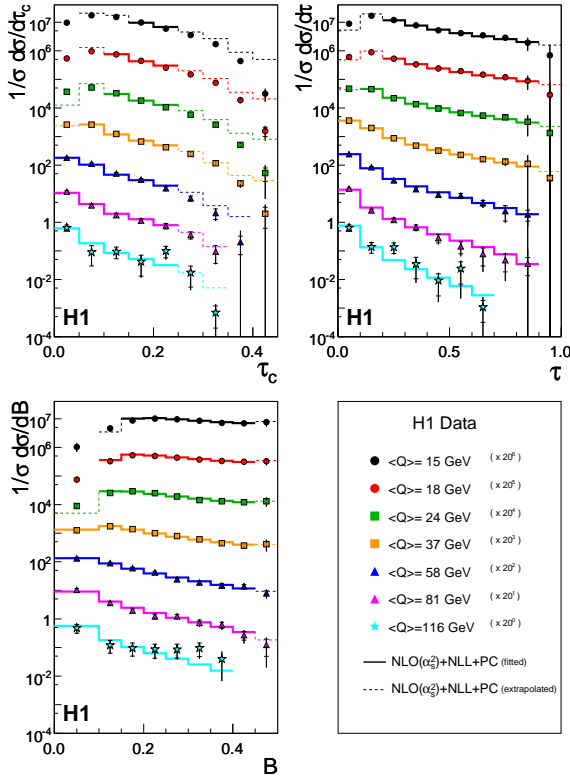 1/σ dσ/dτ_C
10^7
10^6
10^4
10^2
1
10^-2
10^-4
H1
0.0
0.2
0.4
τ_C
1/σ dσ/dτ
10^7
10^6
10^4
10^2
1
10^-2
10^-4
H1
0.0
0.5
1.0
τ
1/σ dσ/dB
10^7
10^6
10^4
10^2
1
10^-2
10^-4
H1
0.0
0.2
0.4
B
H1 Data
<Q>= 15 GeV (x 20^6)
<Q>= 18 GeV (x 20^5)
<Q>= 24 GeV (x 20^4)
<Q>= 37 GeV (x 20^3)
<Q>= 58 GeV (x 20^2)
<Q>= 81 GeV (x 20^1)
<Q>=116 GeV (x 20^0)
NLO(α_s^2)+NLL+PC (fitted)
NLO(α_s^2)+NLL+PC (extrapolated)